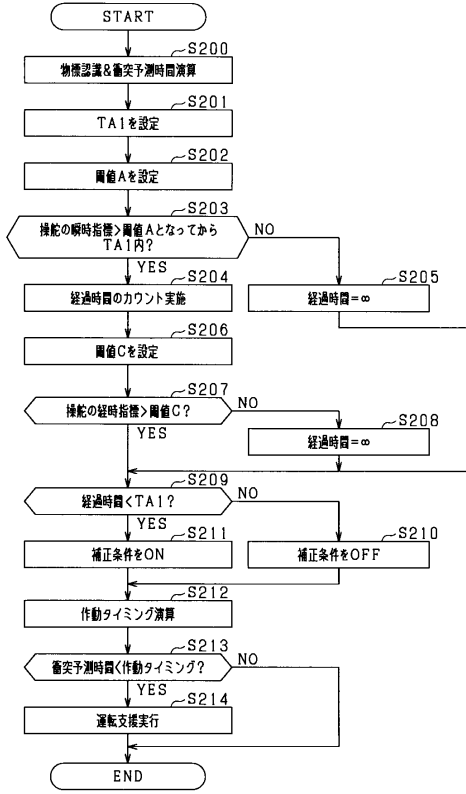 START
S200
物標認識&衝突予測時間演算
S201
TA1を設定
S202
閾値Aを設定
S203
操舵の瞬時指標>閾値Aとなってから
TA1内?
NO
YES
S204
経過時間のカウント実施
S205
経過時間=∞
S206
閾値Cを設定
S207
操舵の経時指標>閾値C?
NO
YES
S208
経過時間=∞
S209
経過時間<TA1?
NO
YES
S211
補正条件をON
S210
補正条件をOFF
S212
作動タイミング演算
S213
衝突予測時間<作動タイミング?
NO
YES
S214
運転支援実行
END